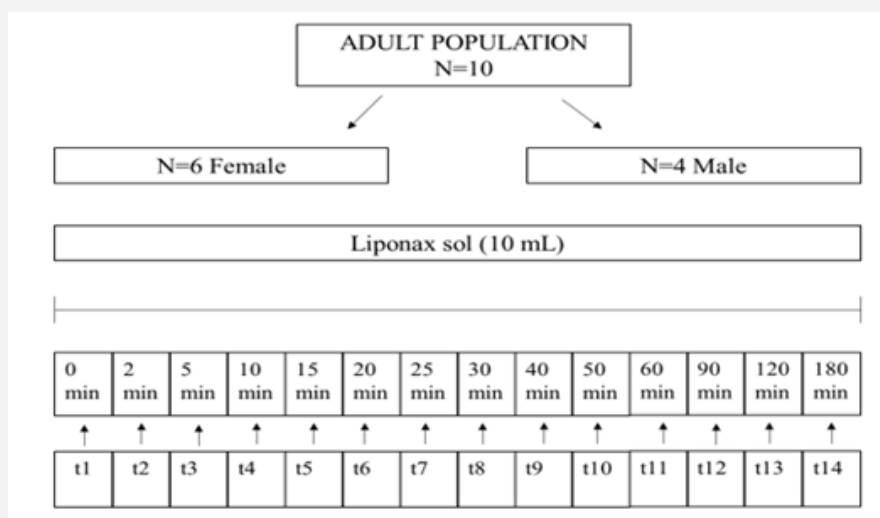 ADULT POPULATION
N=10
N=6 Female
N=4 Male
Liponax sol (10 mL)
0 min
2 min
5 min
10 min
15 min
20 min
25 min
30 min
40 min
50 min
60 min
90 min
120 min
180 min
t1
t2
t3
t4
t5
t6
t7
t8
t9
t10
t11
t12
t13
t14